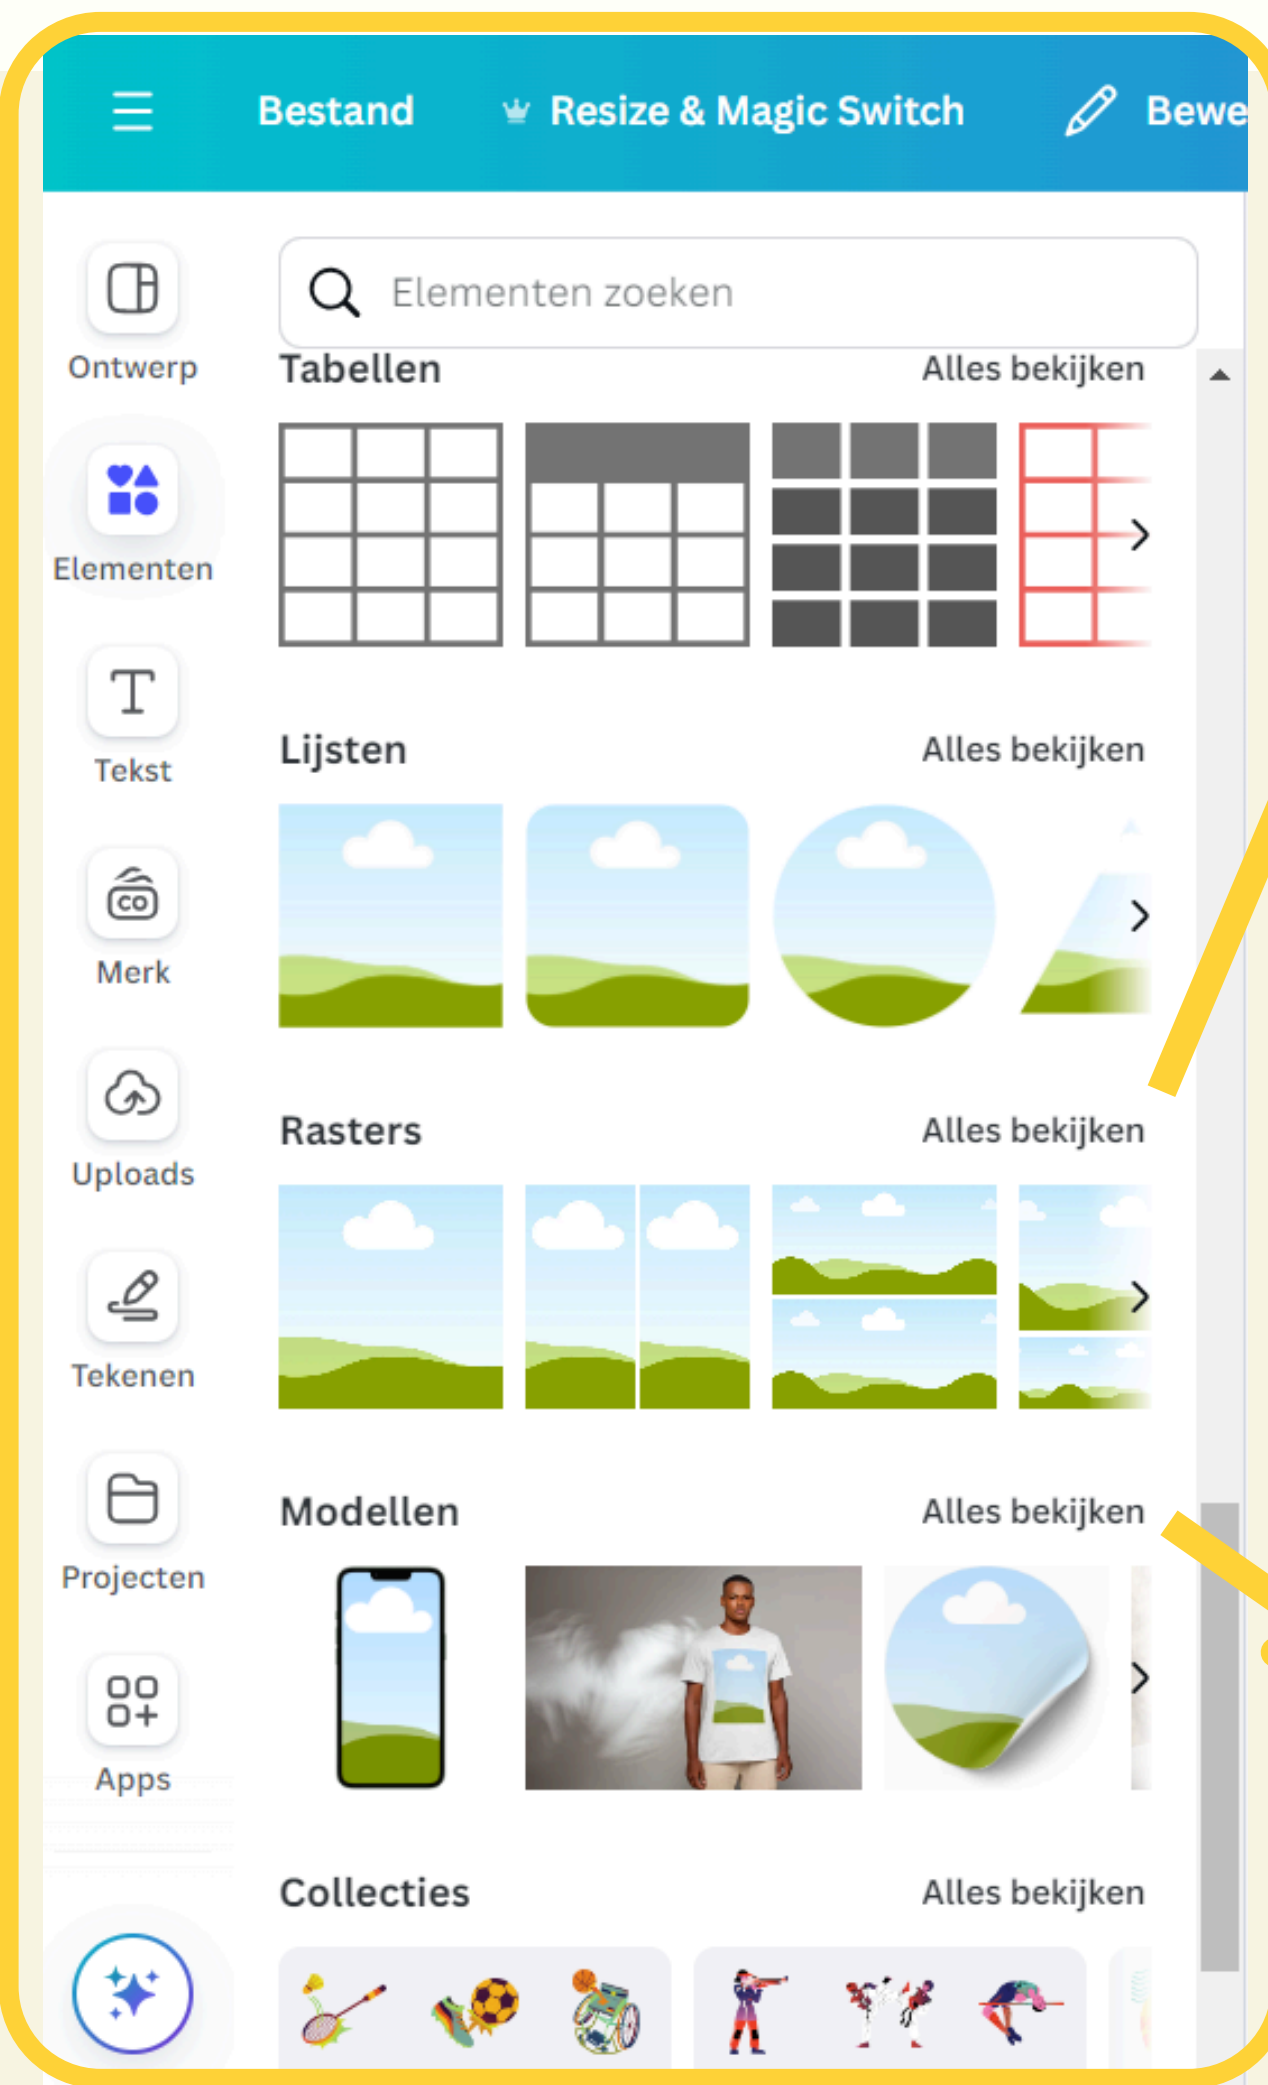 Bestand
Resize & Magic Switch
Bewe
Elementen zoeken
Ontwerp
Elementen
Tekst
Merk
CO
Uploads
Tekenen
Projecten
Apps
Tabellen
Alles bekijken
Lijsten
Alles bekijken
Rasters
Alles bekijken
Modellen
Alles bekijken
Collecties
Alles bekijken